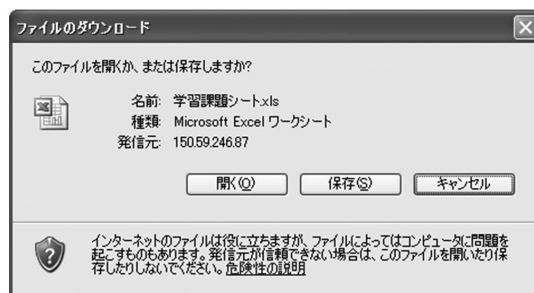 ファイルのダウンロード
このファイルを開くか、または保存しますか?
名前: 学習課題シート.xls
種類: Microsoft Excel ワークシート
発信元: 150.59.246.87
開く(O) 保存(S) キャンセル
インターネットのファイルは役に立ちますが、ファイルによってはコンピュータに問題を
起こすものもあります。発信元が信頼できない場合は、このファイルを開いたり保
存したりしないでください。危険性の説明